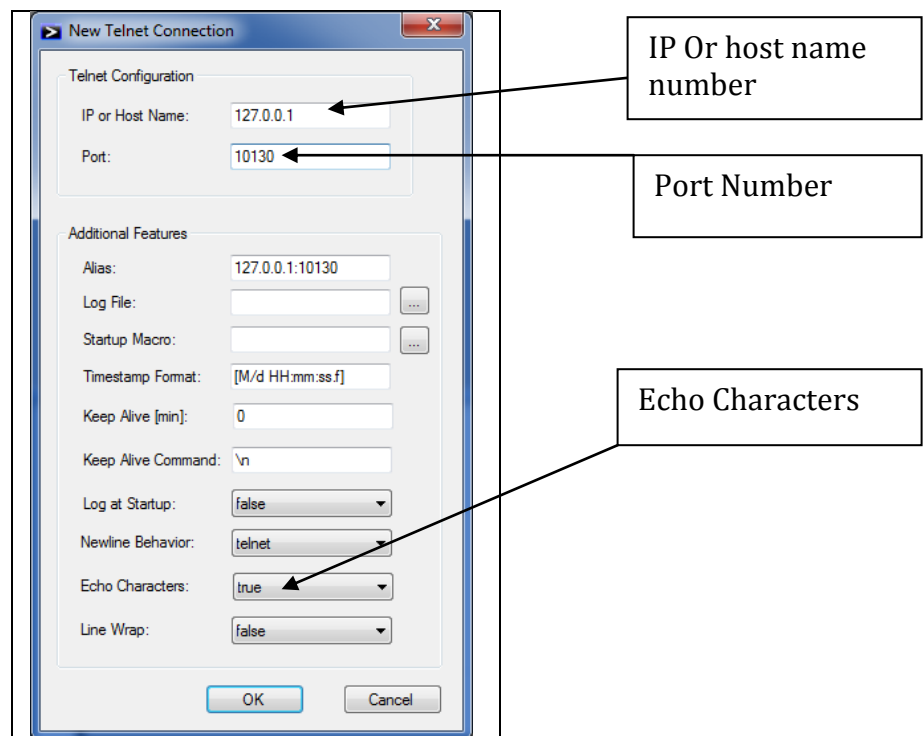 New Telnet Connection
Telnet Configuration
IP or Host Name: 127.0.0.1
Port: 10130
Additional Features
Alias: 127.0.0.1:10130
Log File: ...
Startup Macro: ...
Timestamp Format: [M/d HH:mm:ss.f]
Keep Alive [min]: 0
Keep Alive Command: \n
Log at Startup: false
Newline Behavior: telnet
Echo Characters: true
Line Wrap: false
OK Cancel
IP Or host name
number
Port Number
Echo Characters